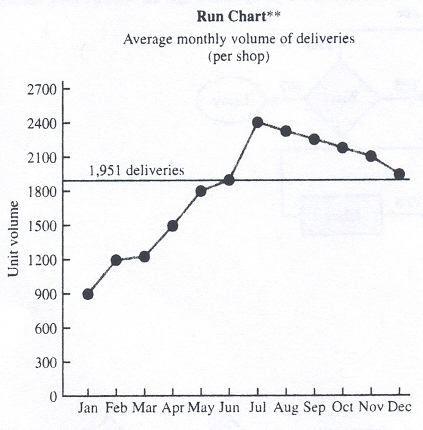 Run Chart**
Average monthly volume of deliveries
(per shop)
2700
2400
2100
1,951 deliveries
1800
1500
1200
900
600
300
0
Unit volume
Jan Feb Mar Apr May Jun Jul Aug Sep Oct Nov Dec